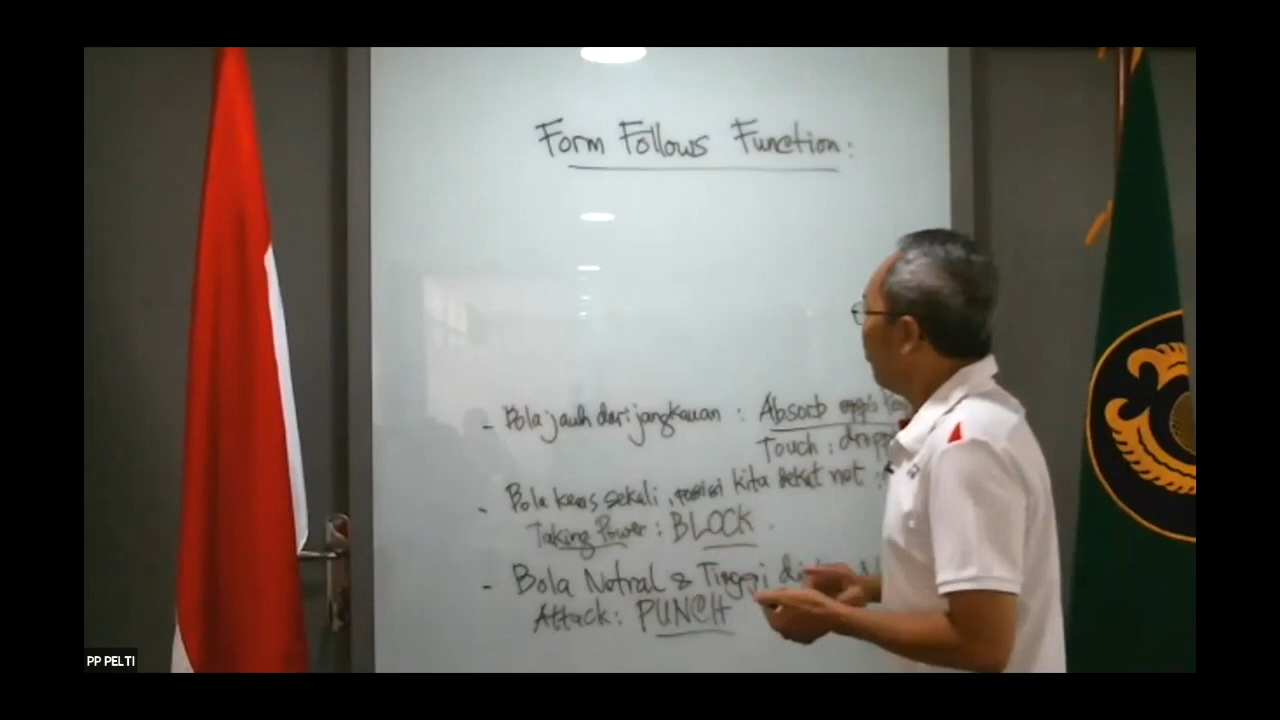 Form Follows Function:
- Bola jauh dari jangkauan : Absorb
Touch :
- Bola keras sekali, posisi kita dekat net :
Taking Power : BLOCK .
- Bola Netral & Tinggi
Attack : PUNCH
PP PELTI